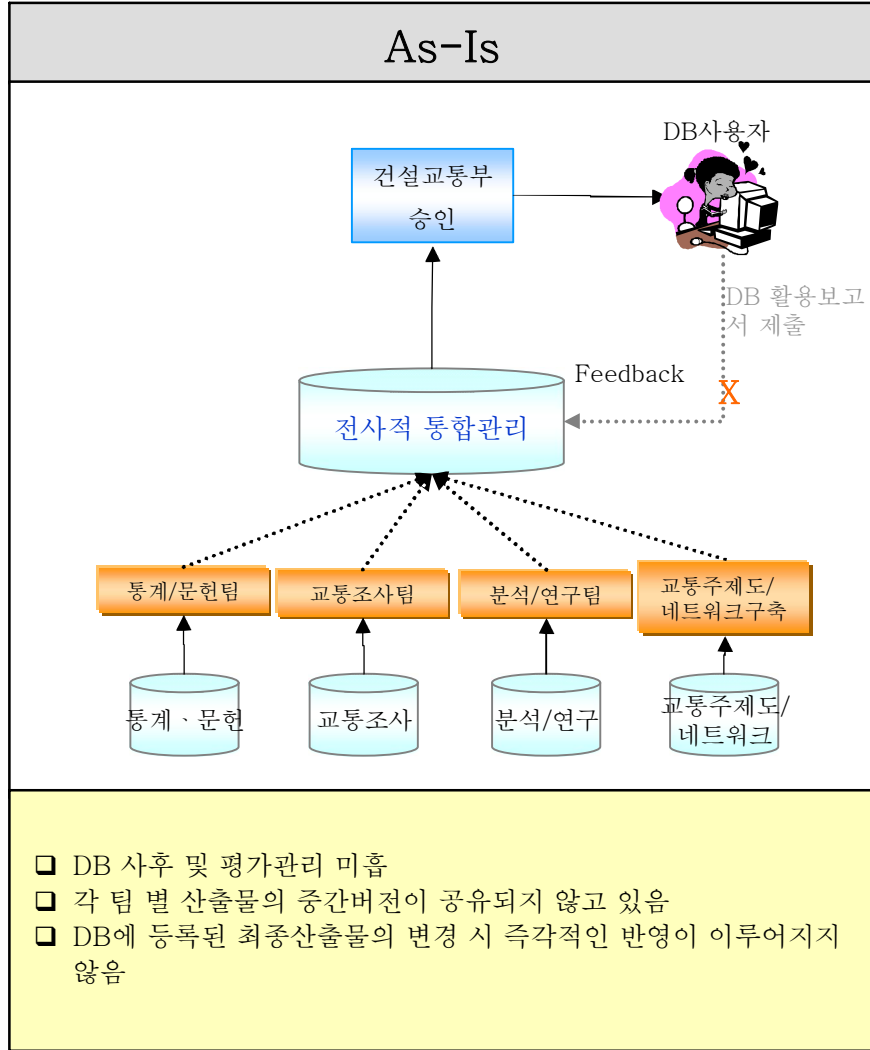 As-Is
DB사용자
건설교통부
승인
DB 활용보고
서 제출
Feedback
X
전사적 통합관리
통계/문헌팀
교통조사팀
분석/연구팀
교통주제도/
네트워크구축
통계ㆍ문헌
교통조사
분석/연구
교통주제도/
네트워크
❑ DB 사후 및 평가관리 미흡
❑ 각 팀 별 산출물의 중간버전이 공유되지 않고 있음
❑ DB에 등록된 최종산출물의 변경 시 즉각적인 반영이 이루어지지
않음